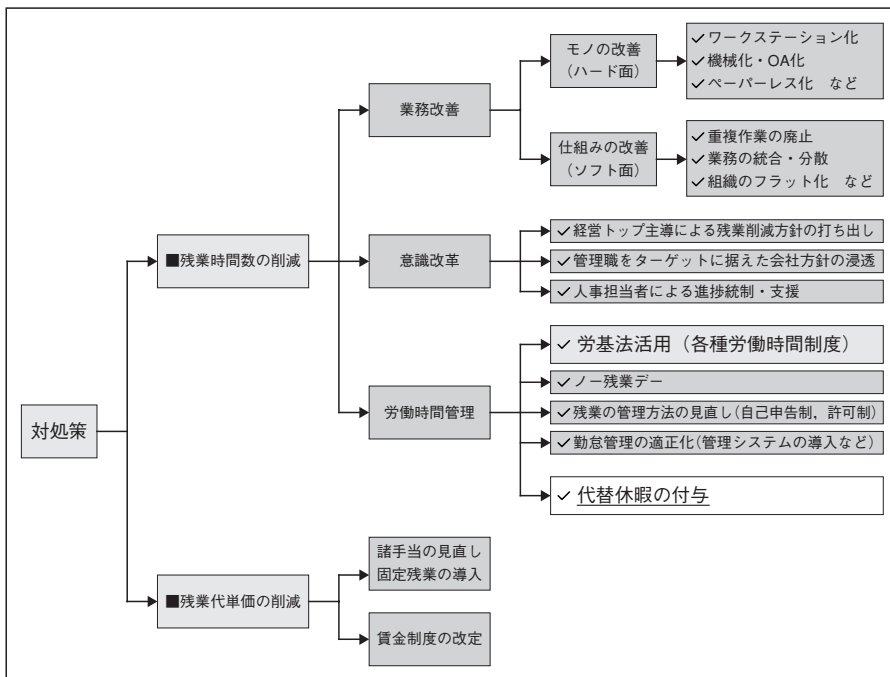 対処策
■残業時間数の削減
業務改善
モノの改善
（ハード面）
✓ワークステーション化
✓機械化・OA化
✓ペーパーレス化　など
仕組みの改善
（ソフト面）
✓重複作業の廃止
✓業務の統合・分散
✓組織のフラット化　など
意識改革
✓経営トップ主導による残業削減方針の打ち出し
✓管理職をターゲットに据えた会社方針の浸透
✓人事担当者による進捗統制・支援
労働時間管理
✓ 労基法活用（各種労働時間制度）
✓ノー残業デー
✓残業の管理方法の見直し(自己申告制，許可制)
✓勤怠管理の適正化(管理システムの導入など)
✓ 代替休暇の付与
■残業代単価の削減
諸手当の見直し
固定残業の導入
賃金制度の改定